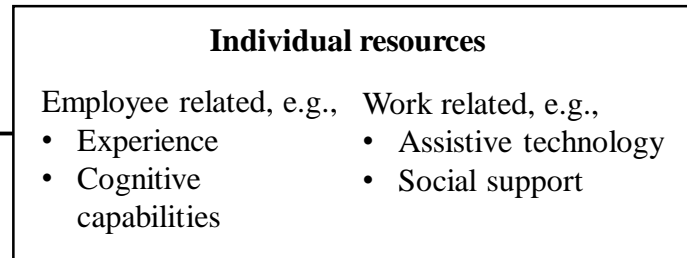 Individual resources
Employee related, e.g.,
• Experience
• Cognitive
capabilities
Work related, e.g.,
• Assistive technology
• Social support